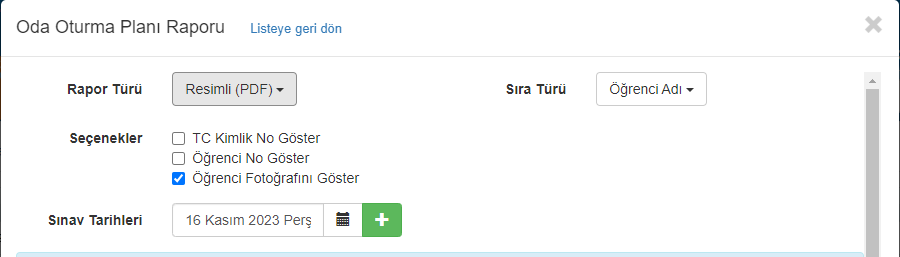 Oda Oturma Planı Raporu Listeye geri dön
Rapor Türü Resimli (PDF) Sıra Türü Öğrenci Adı
Seçenekler TC Kimlik No Göster
Öğrenci No Göster
Öğrenci Fotoğrafını Göster
Sınav Tarihleri 16 Kasım 2023 Perş